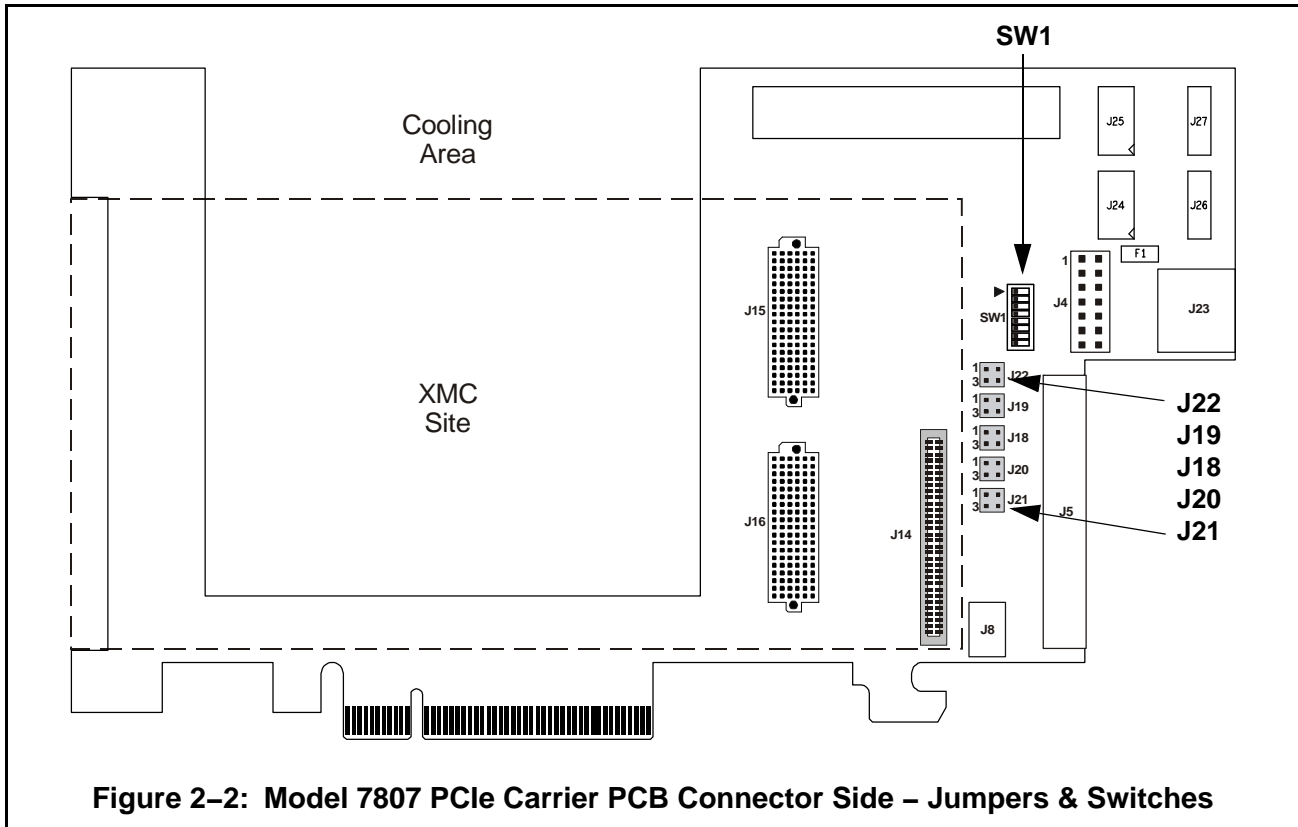 SW1
Cooling
Area
J25
J27
J24
J26
F1
1
J4
J23
SW1
J15
XMC
Site
1
3
J22
1
3
J19
1
3
J18
1
3
J20
1
3
J21
J22
J19
J18
J20
J21
J16
J14
J5
J8
Figure 2–2: Model 7807 PCIe Carrier PCB Connector Side – Jumpers & Switches